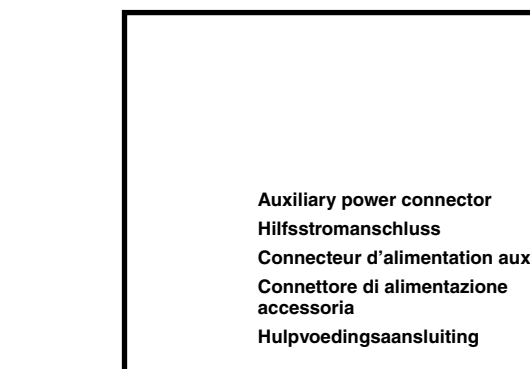 Auxiliary power connector
Hilfsstromanschluss
Connecteur d’alimentation aux
Connettore di alimentazione
accessoria
Hulpvoedingsaansluiting